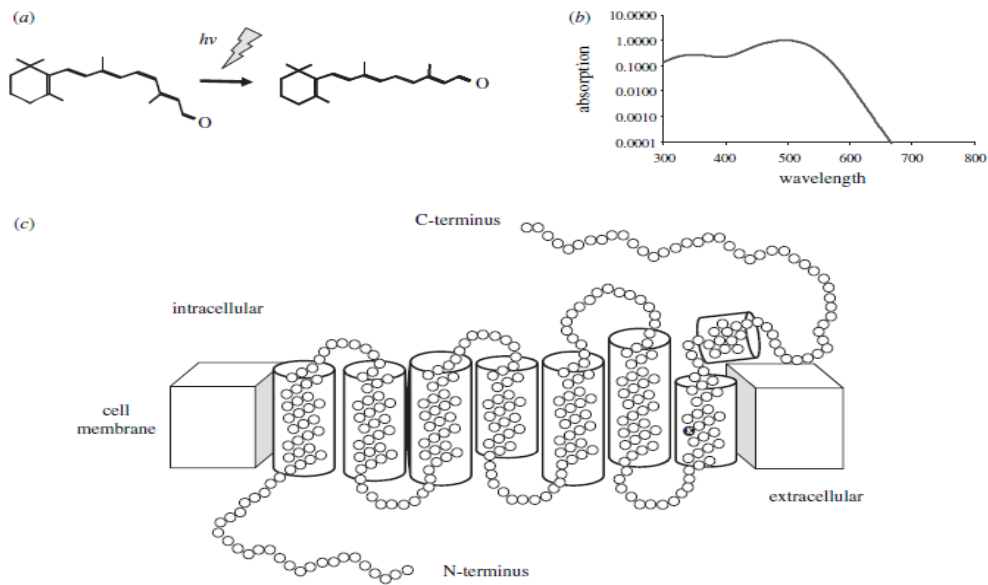 (a)
hν
O
O
(b)
absorption
10.0000
1.0000
0.1000
0.0100
0.0010
0.0001
300 400 500 600 700 800
wavelength
(c)
C-terminus
intracellular
cell
membrane
K
extracellular
N-terminus